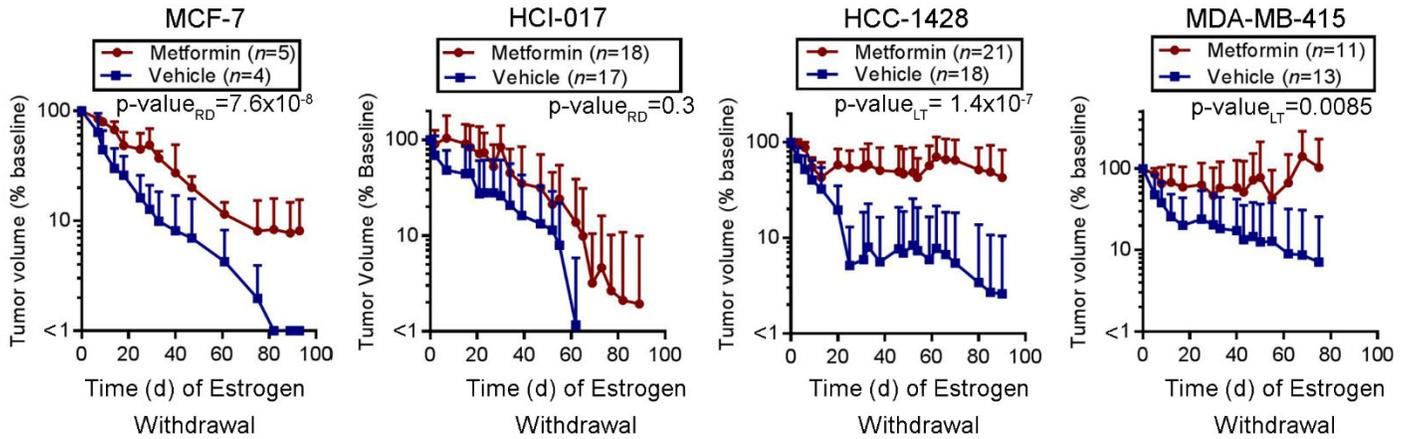 MCF-7
Metformin (n=5)
Vehicle (n=4)
p-valueRD=7.6x10-8
Tumor volume (% baseline)
100
10
<1
0 20 40 60 80 100
Time (d) of Estrogen
Withdrawal
HCI-017
Metformin (n=18)
Vehicle (n=17)
p-valueRD=0.3
Tumor Volume (% Baseline)
100
10
<1
0 20 40 60 80 100
Time (d) of Estrogen
Withdrawal
HCC-1428
Metformin (n=21)
Vehicle (n=18)
p-valueLT= 1.4x10-7
Tumor volume (% baseline)
100
10
<1
0 20 40 60 80 100
Time (d) of Estrogen
Withdrawal
MDA-MB-415
Metformin (n=11)
Vehicle (n=13)
p-valueLT=0.0085
Tumor volume (% baseline)
100
10
<1
0 20 40 60 80 100
Time (d) of Estrogen
Withdrawal